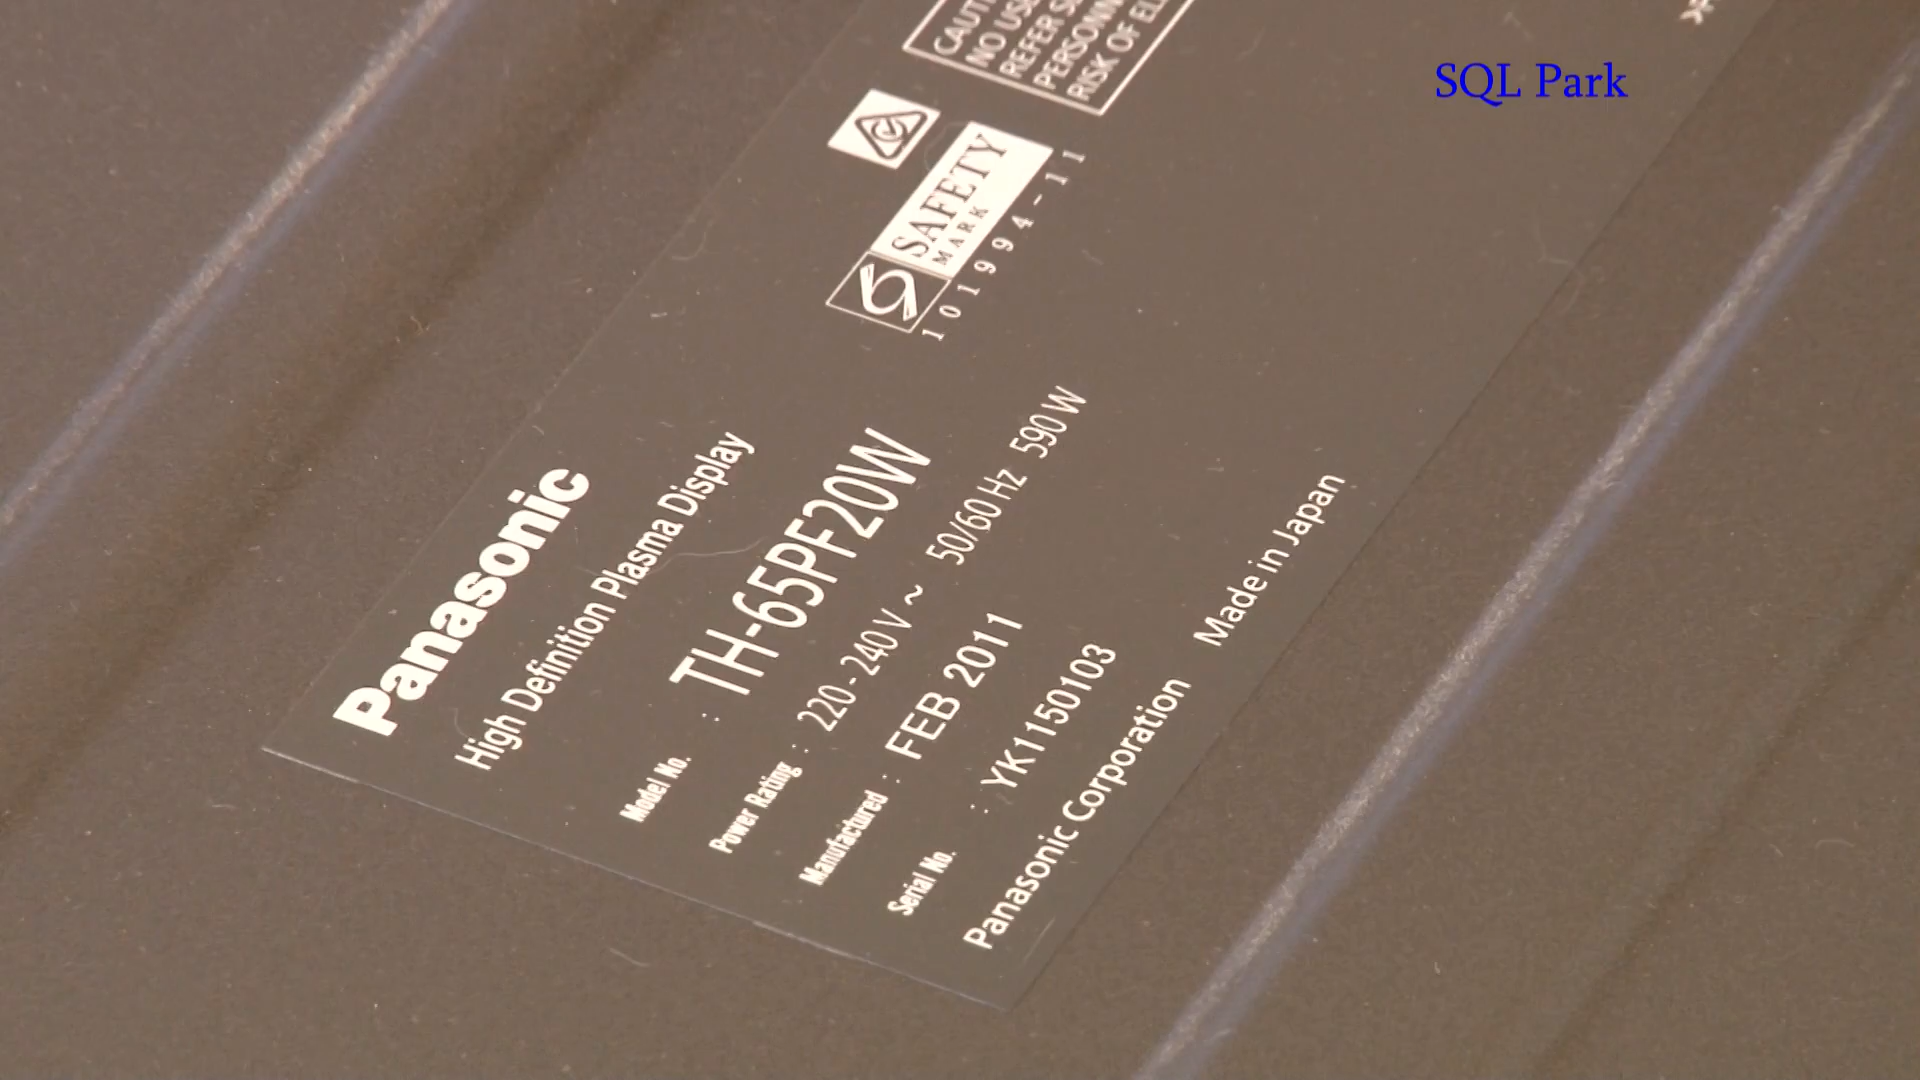 SQL Park
CAUT
NO US
REFER S
PERSONN
RISK OF EL
SAFETY
MARK
101994-11
Panasonic
High Definition Plasma Display
Model No. : TH-65PF20W
Power Rating : 220-240 V ~ 50/60 Hz 590 W
Manufactured : FEB 2011
Serial No. : YK1150103
Panasonic Corporation Made in Japan